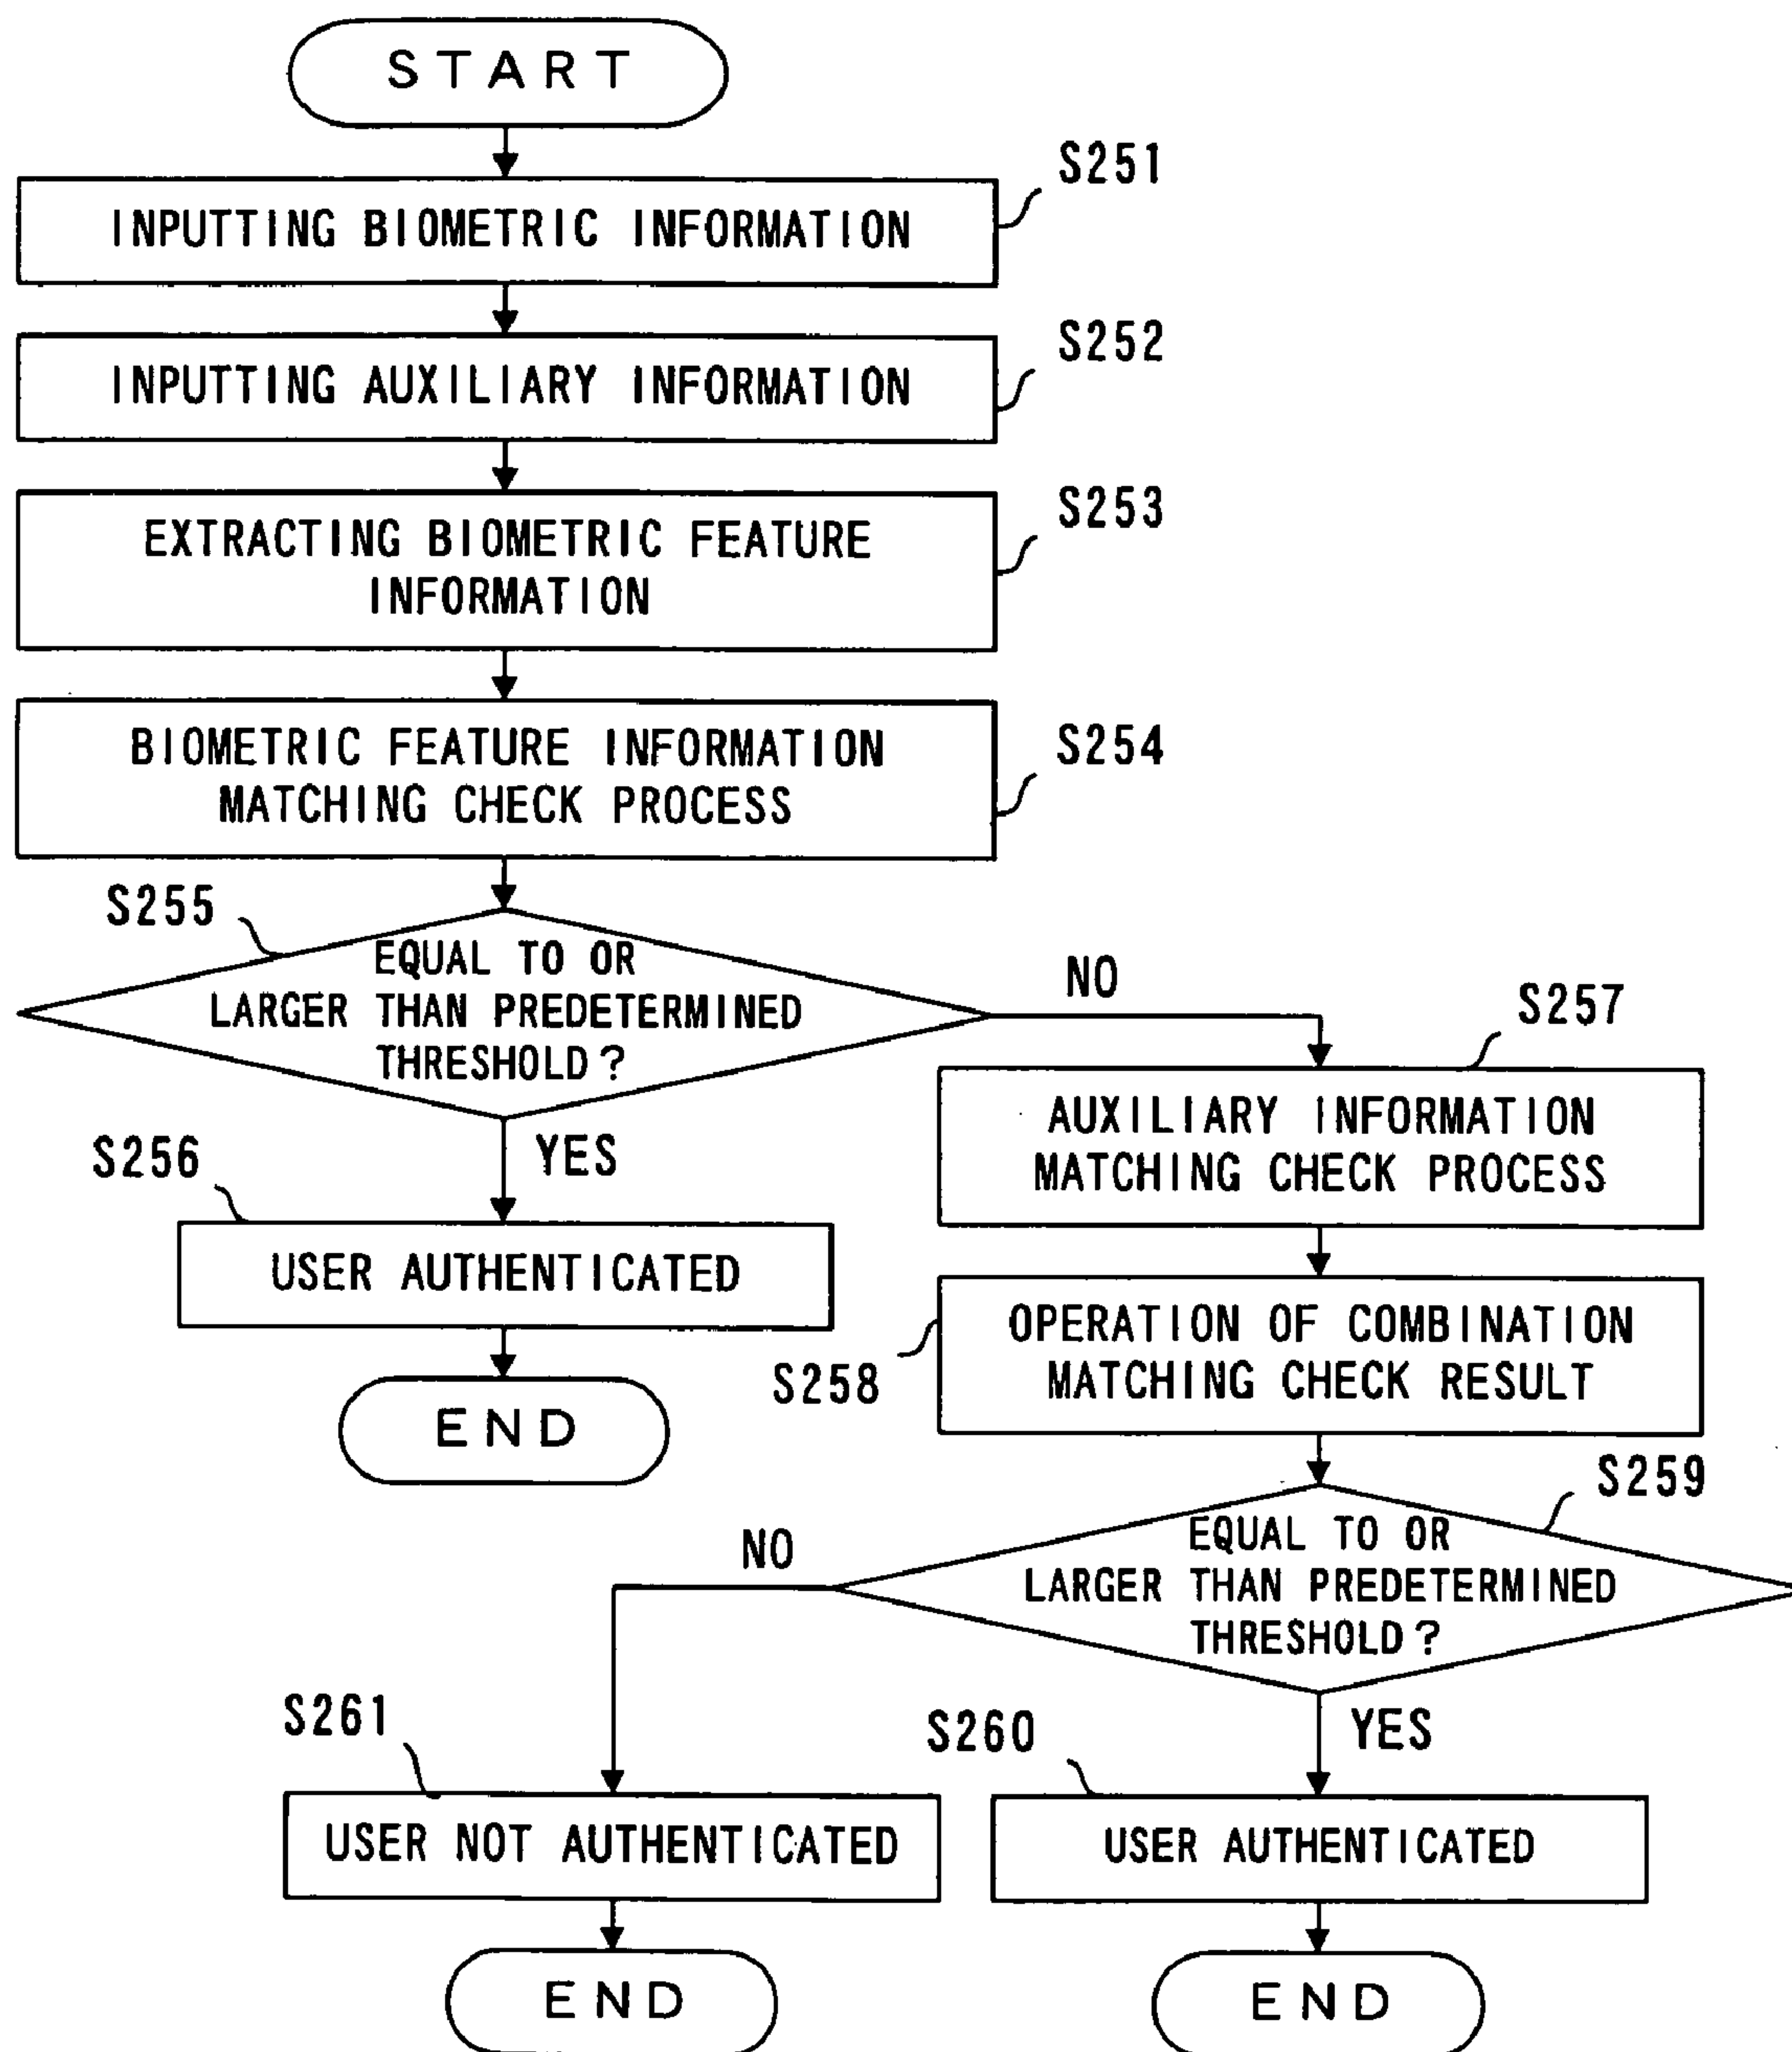 START
S251
INPUTTING BIOMETRIC INFORMATION
S252
INPUTTING AUXILIARY INFORMATION
S253
EXTRACTING BIOMETRIC FEATURE
INFORMATION
S254
BIOMETRIC FEATURE INFORMATION
MATCHING CHECK PROCESS
S255
EQUAL TO OR
LARGER THAN PREDETERMINED
THRESHOLD?
NO
YES
S256
USER AUTHENTICATED
END
S257
AUXILIARY INFORMATION
MATCHING CHECK PROCESS
S258
OPERATION OF COMBINATION
MATCHING CHECK RESULT
S259
EQUAL TO OR
LARGER THAN PREDETERMINED
THRESHOLD?
NO
YES
S261
USER NOT AUTHENTICATED
END
S260
USER AUTHENTICATED
END